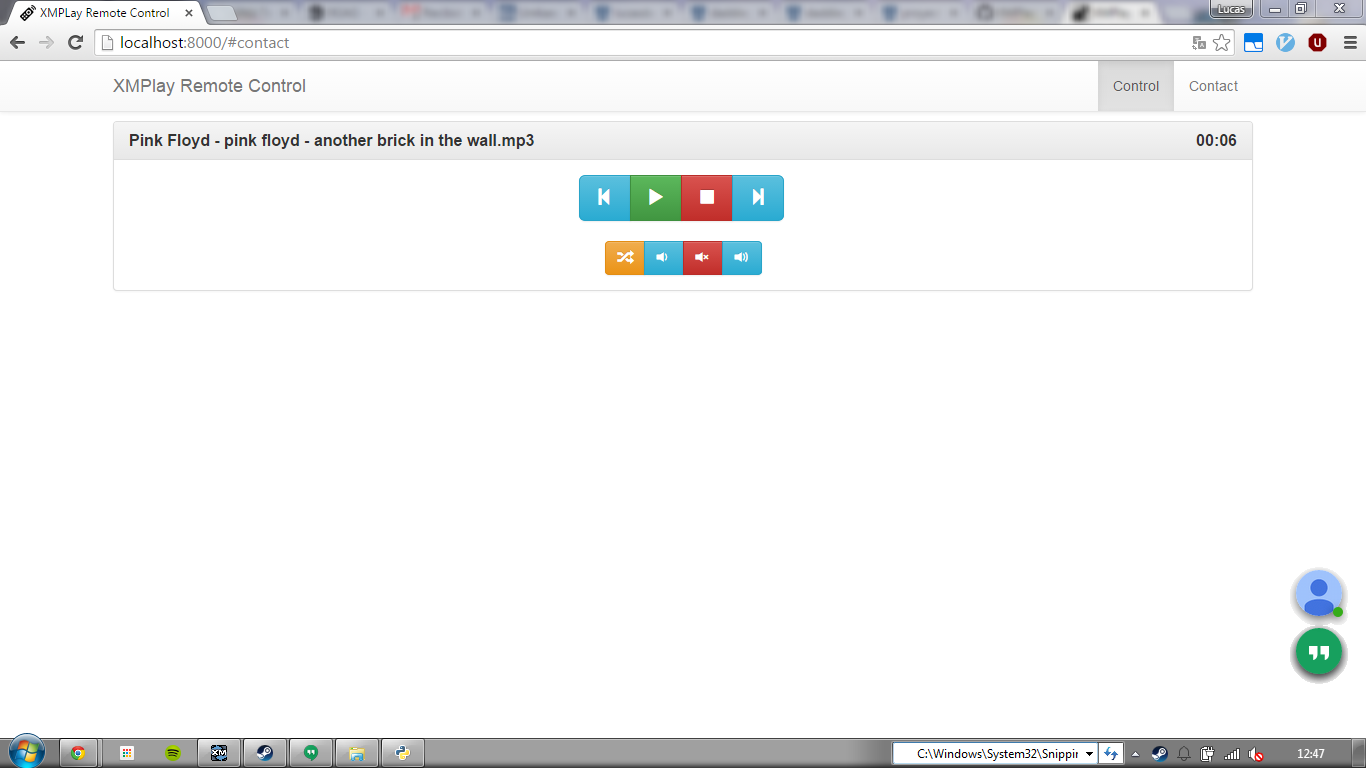 XMPLay Remote Control
Lucas
localhost:8000/#contact
XMPlay Remote Control
Control
Contact
Pink Floyd - pink floyd - another brick in the wall.mp3
00:06
C:\Windows\System32\Snippin
12:47